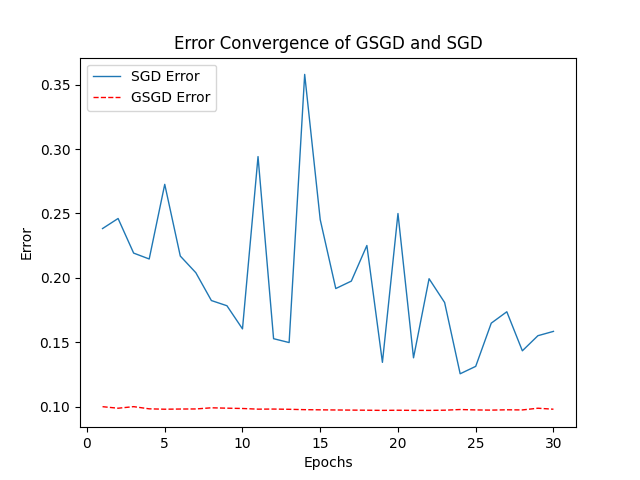 Error Convergence of GSGD and SGD
SGD Error
GSGD Error
0.35
0.30
0.25
0.20
0.15
0.10
Error
0 5 10 15 20 25 30
Epochs